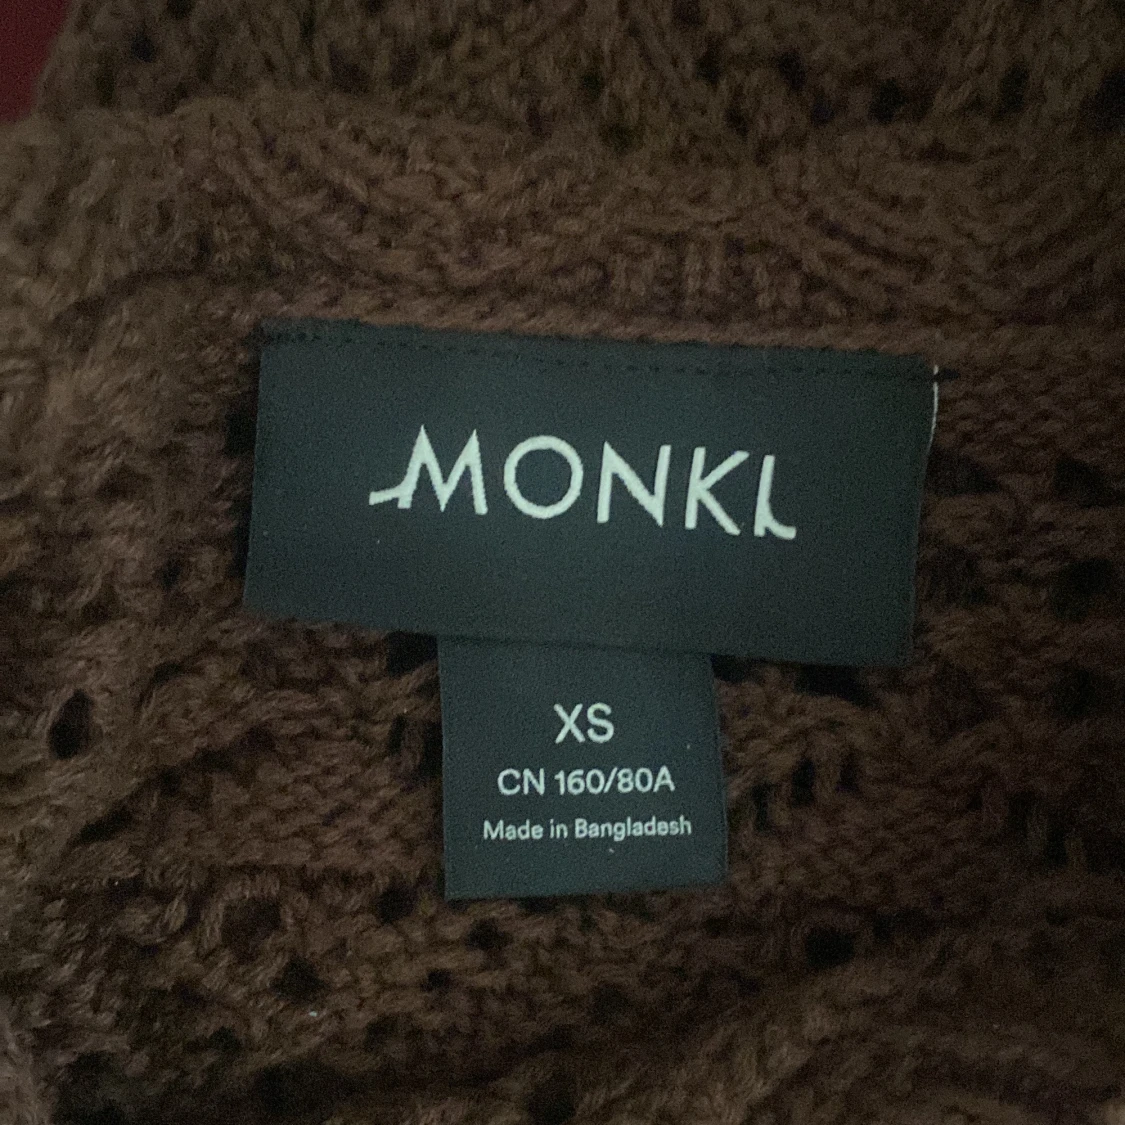 MONKI
XS
CN 160/80A
Made in Bangladesh